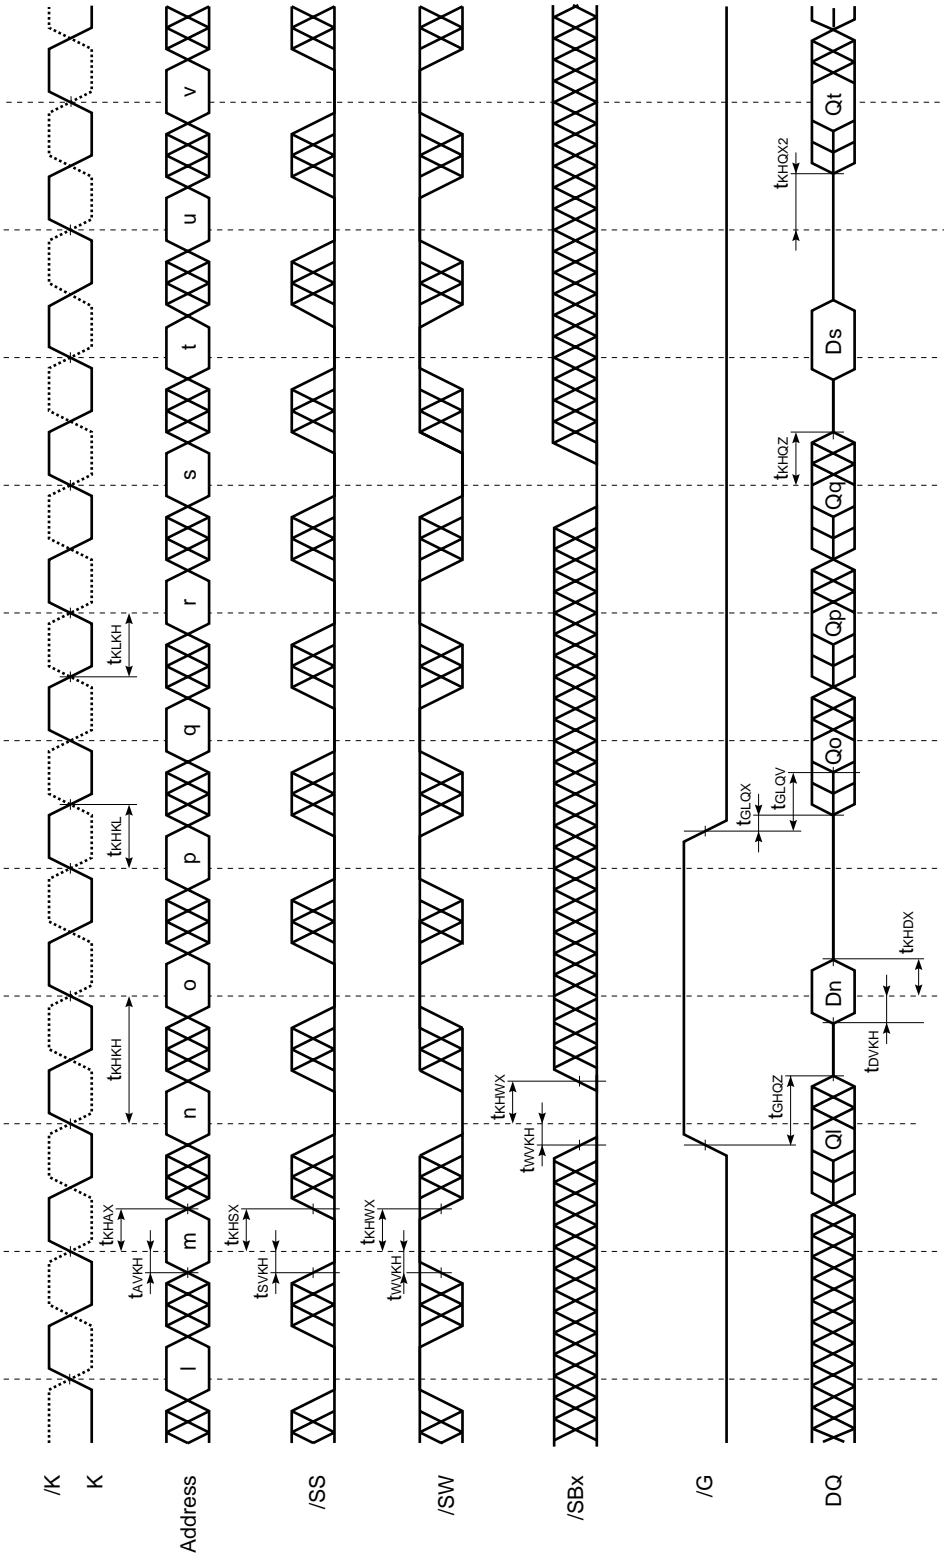 /K
K
tKHKH
tKHKL
tKLKH
Address
l
m
n
o
p
q
r
s
t
u
v
tAVKH
tKHAX
/SS
tSVKH
tKHSX
/SW
tWVKH
tKHWX
/SBx
tWVKH
tKHWX
/G
tGHQZ
tGLQX
tGLQV
tKHQZ
tKHQX2
DQ
Ql
Dn
Qo
Qp
Qq
Ds
Qt
tDVKH
tKHDX